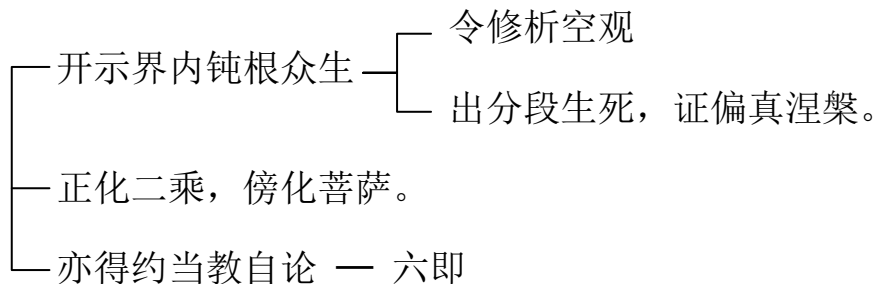 令修析空观
开示界内钝根众生
出分段生死，证偏真涅槃。
正化二乘，傍化菩萨。
亦得约当教自论 — 六即